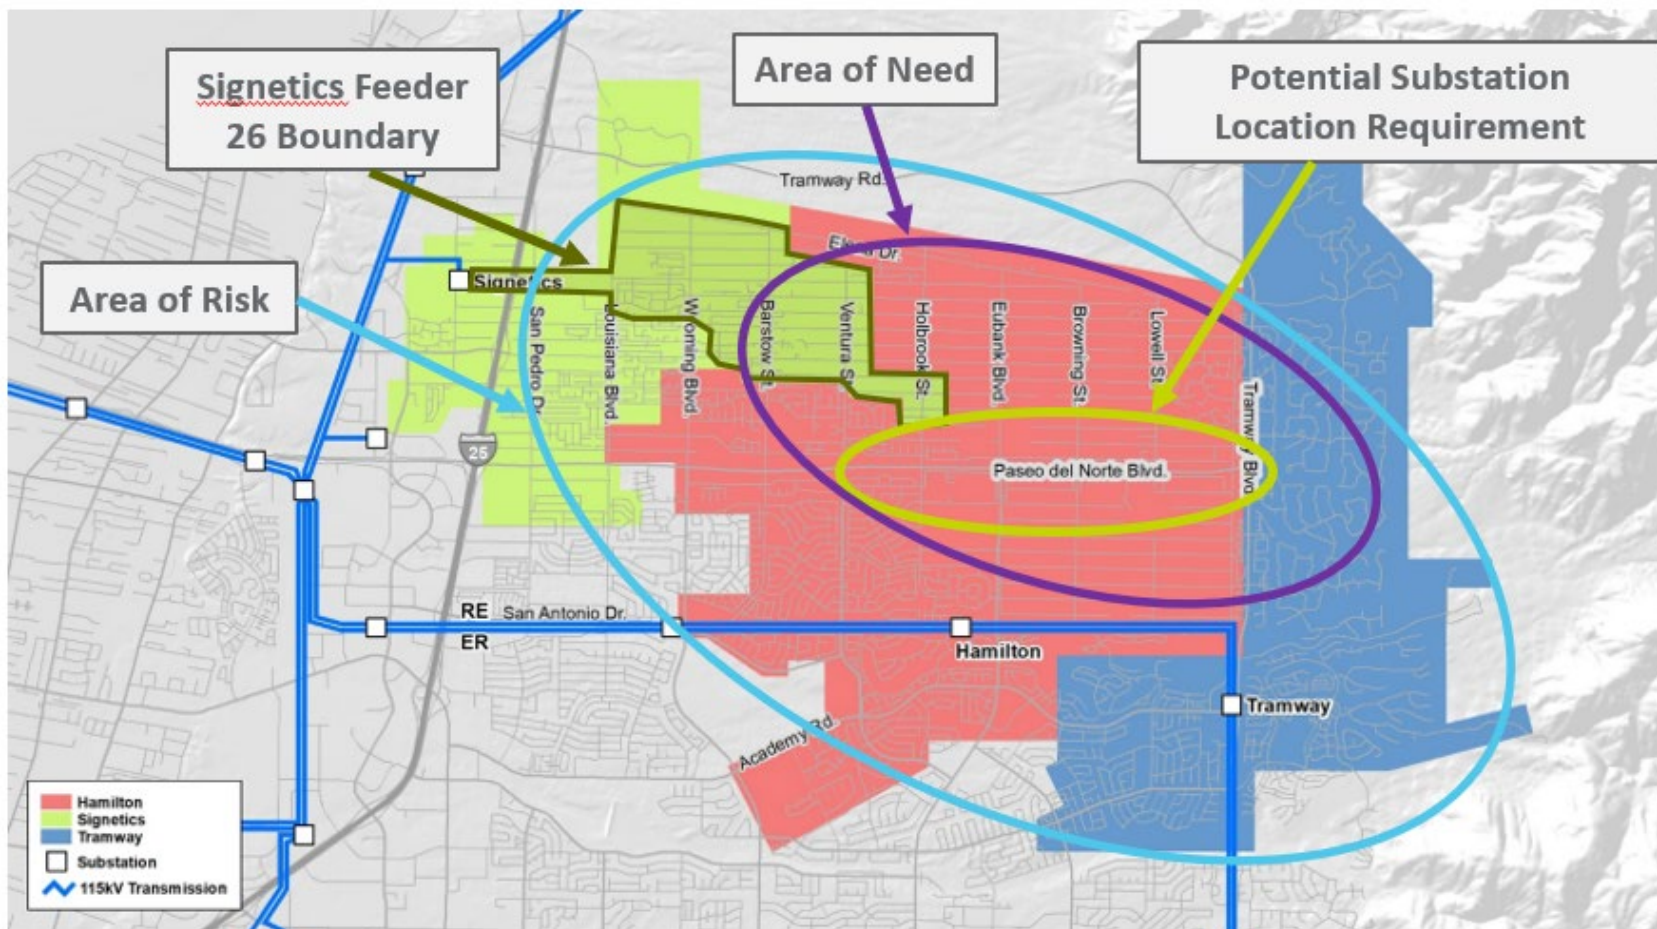 Signetics Feeder
26 Boundary
Area of Need
Potential Substation
Location Requirement
Area of Risk
Tramway Rd.
Signetics
San Pedro Dr.
Louisiana Blvd.
Wyoming Blvd.
Barstow St.
Ventura St.
Holbrook St.
Eubank Blvd.
Browning St.
Lowell St.
Tramway Blvd.
25
Paseo del Norte Blvd.
RE
San Antonio Dr.
ER
Hamilton
Tramway
Academy Rd
Hamilton
Signetics
Tramway
Substation
115kV Transmission